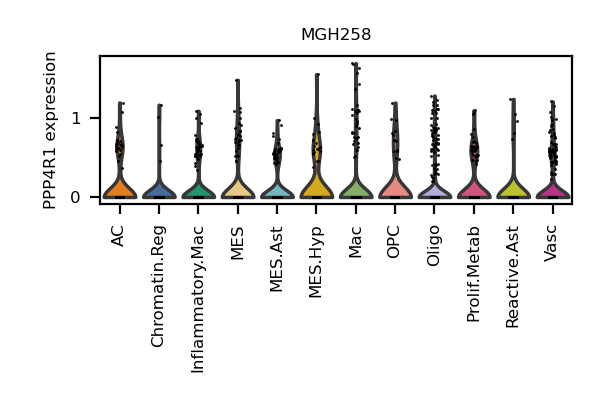 MGH258
PPP4R1 expression
1
0
AC
Chromatin.Reg
Inflammatory.Mac
MES
MES.Ast
MES.Hyp
Mac
OPC
Oligo
Prolif.Metab
Reactive.Ast
Vasc